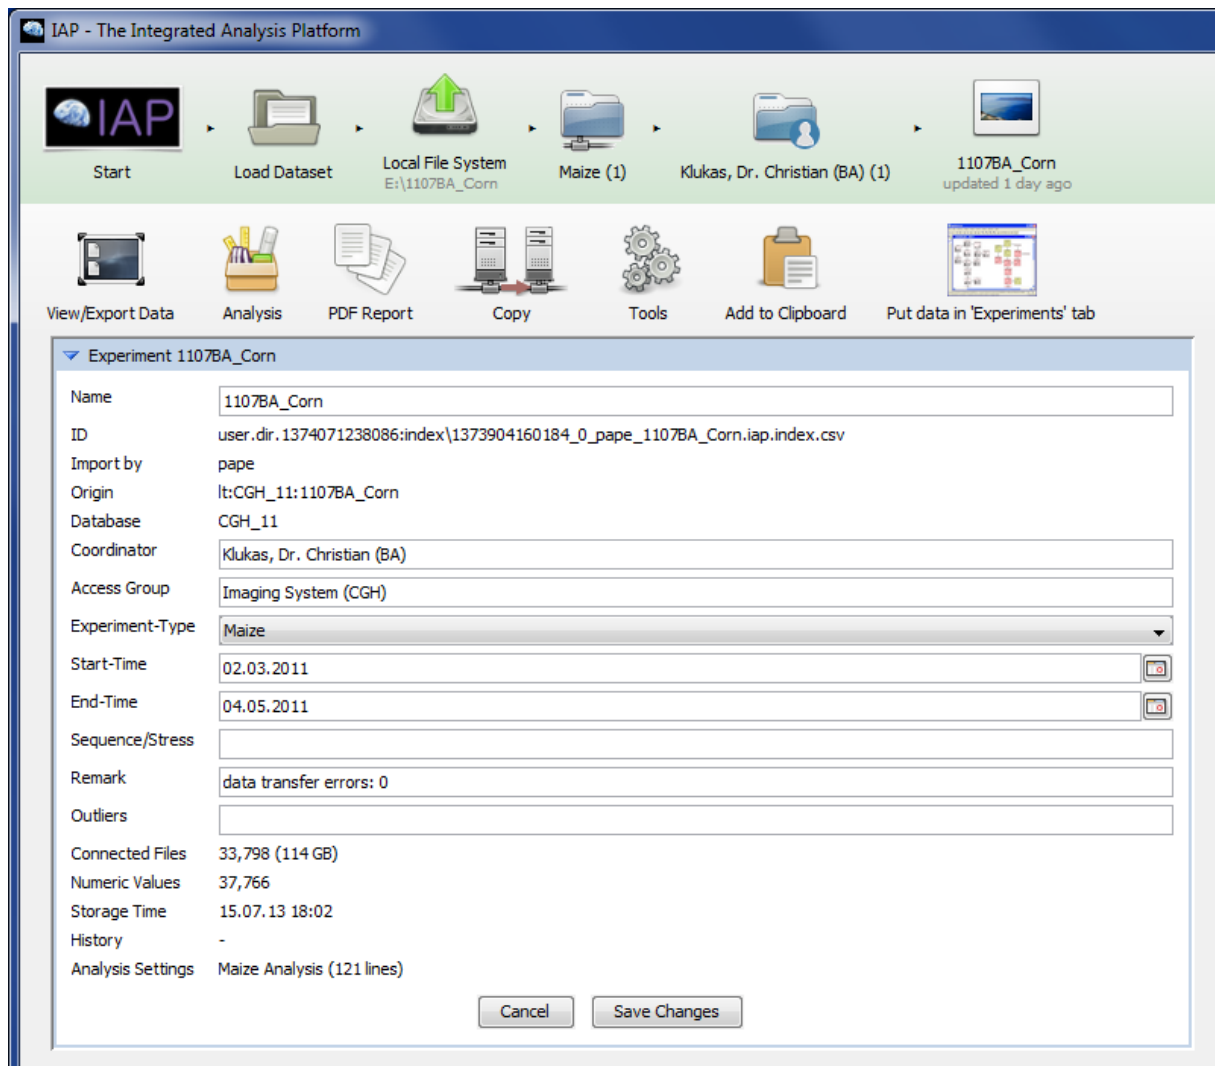 IAP - The Integrated Analysis Platform
IAP
Start
Load Dataset
Local File System
E:\1107BA_Corn
Maize (1)
Klukas, Dr. Christian (BA) (1)
1107BA_Corn
updated 1 day ago
View/Export Data
Analysis
PDF Report
Copy
Tools
Add to Clipboard
Put data in 'Experiments' tab
Experiment 1107BA_Corn
Name 1107BA_Corn
ID user.dir.1374071238086:index\1373904160184_0_pape_1107BA_Corn.iap.index.csv
Import by pape
Origin lt:CGH_11:1107BA_Corn
Database CGH_11
Coordinator Klukas, Dr. Christian (BA)
Access Group Imaging System (CGH)
Experiment-Type Maize
Start-Time 02.03.2011
End-Time 04.05.2011
Sequence/Stress
Remark data transfer errors: 0
Outliers
Connected Files 33,798 (114 GB)
Numeric Values 37,766
Storage Time 15.07.13 18:02
History -
Analysis Settings Maize Analysis (121 lines)
Cancel Save Changes